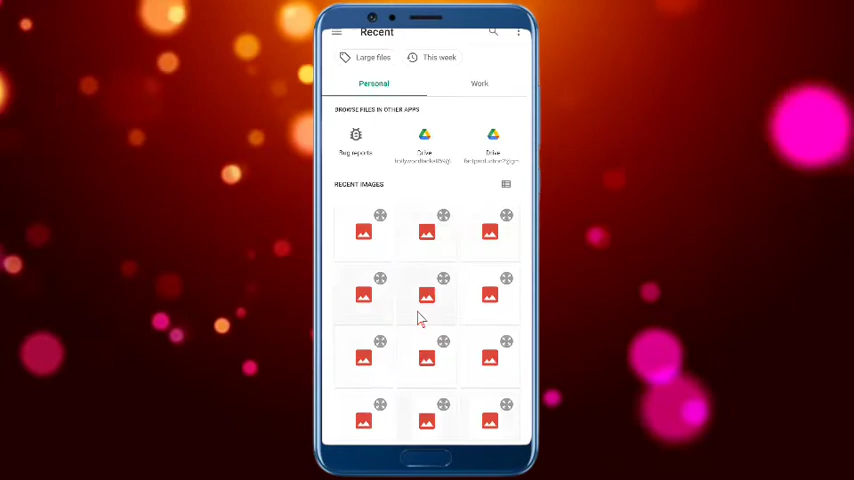 Recent
Large files
This week
Personal
Work
BROWSE FILES IN OTHER APPS
Bug reports
Drive
Drive
RECENT IMAGES